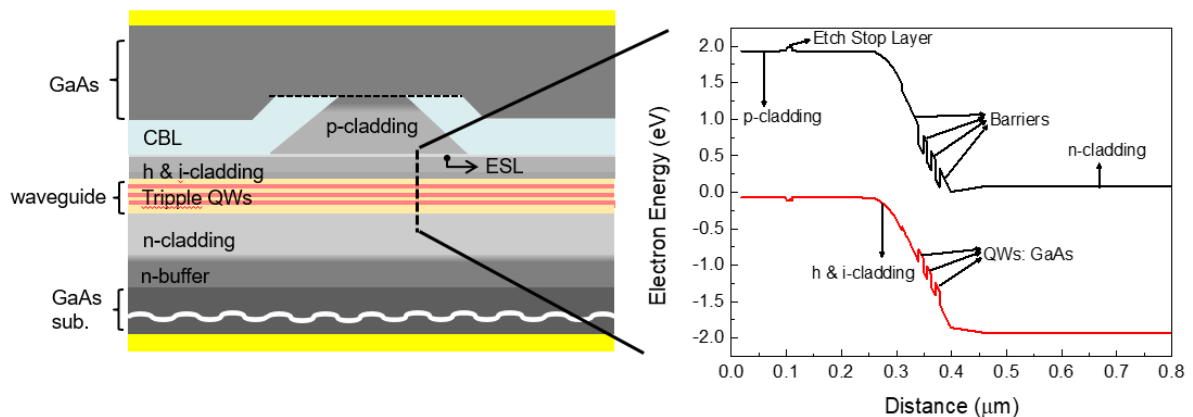 GaAs
CBL
p-cladding
ESL
h & i-cladding
waveguide
Tripple QWs
n-cladding
n-buffer
GaAs
sub.
Electron Energy (eV)
2.0
1.5
1.0
0.5
0.0
-0.5
-1.0
-1.5
-2.0
Etch Stop Layer
p-cladding
Barriers
n-cladding
h & i-cladding
QWs: GaAs
0.0 0.1 0.2 0.3 0.4 0.5 0.6 0.7 0.8
Distance (μm)